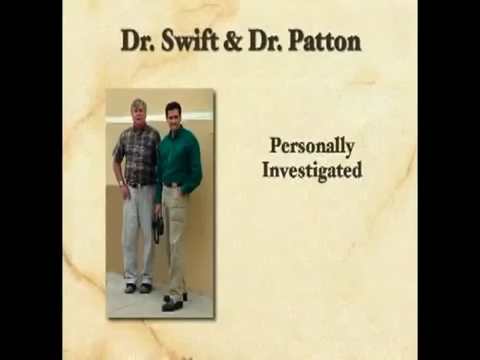 Dr. Swift & Dr. Patton
Personally
Investigated